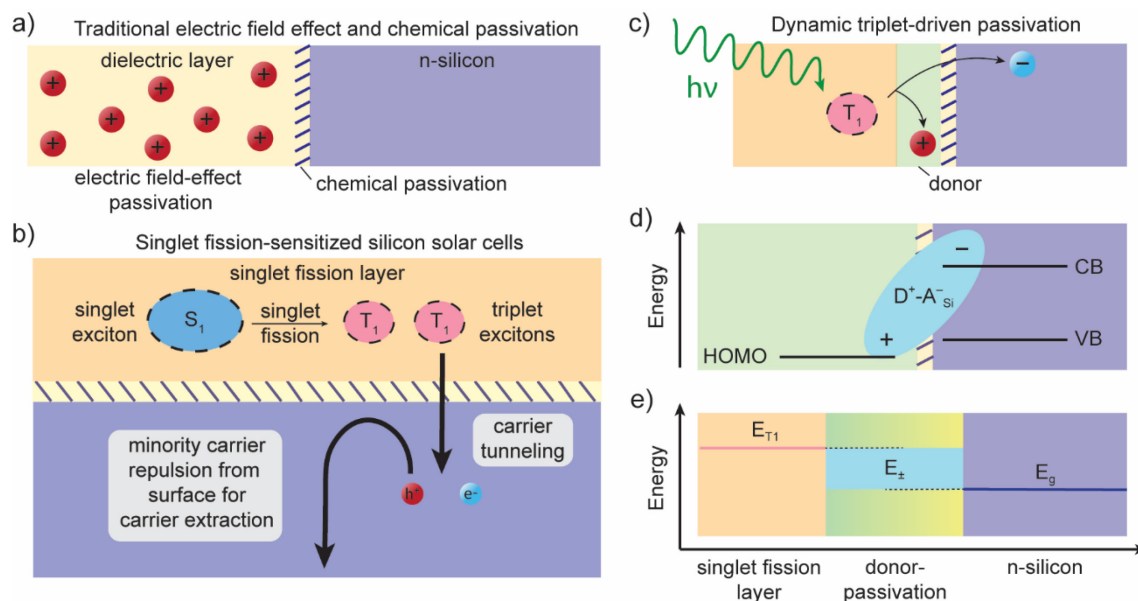 a)
Traditional electric field effect and chemical passivation
dielectric layer
n-silicon
+
+
+
+
+
+
+
+
electric field-effect
passivation
chemical passivation
b)
Singlet fission-sensitized silicon solar cells
singlet fission layer
singlet
exciton
S₁
singlet
fission
T₁
T₁
triplet
excitons
minority carrier
repulsion from
surface for
carrier extraction
carrier
tunneling
h⁺
e-
c)
Dynamic triplet-driven passivation
hν
T₁
−
+
donor
d)
Energy
−
CB
D⁺-A⁻Si
+
HOMO
VB
e)
Energy
E_T1
E_±
E_g
singlet fission
layer
donor-
passivation
n-silicon